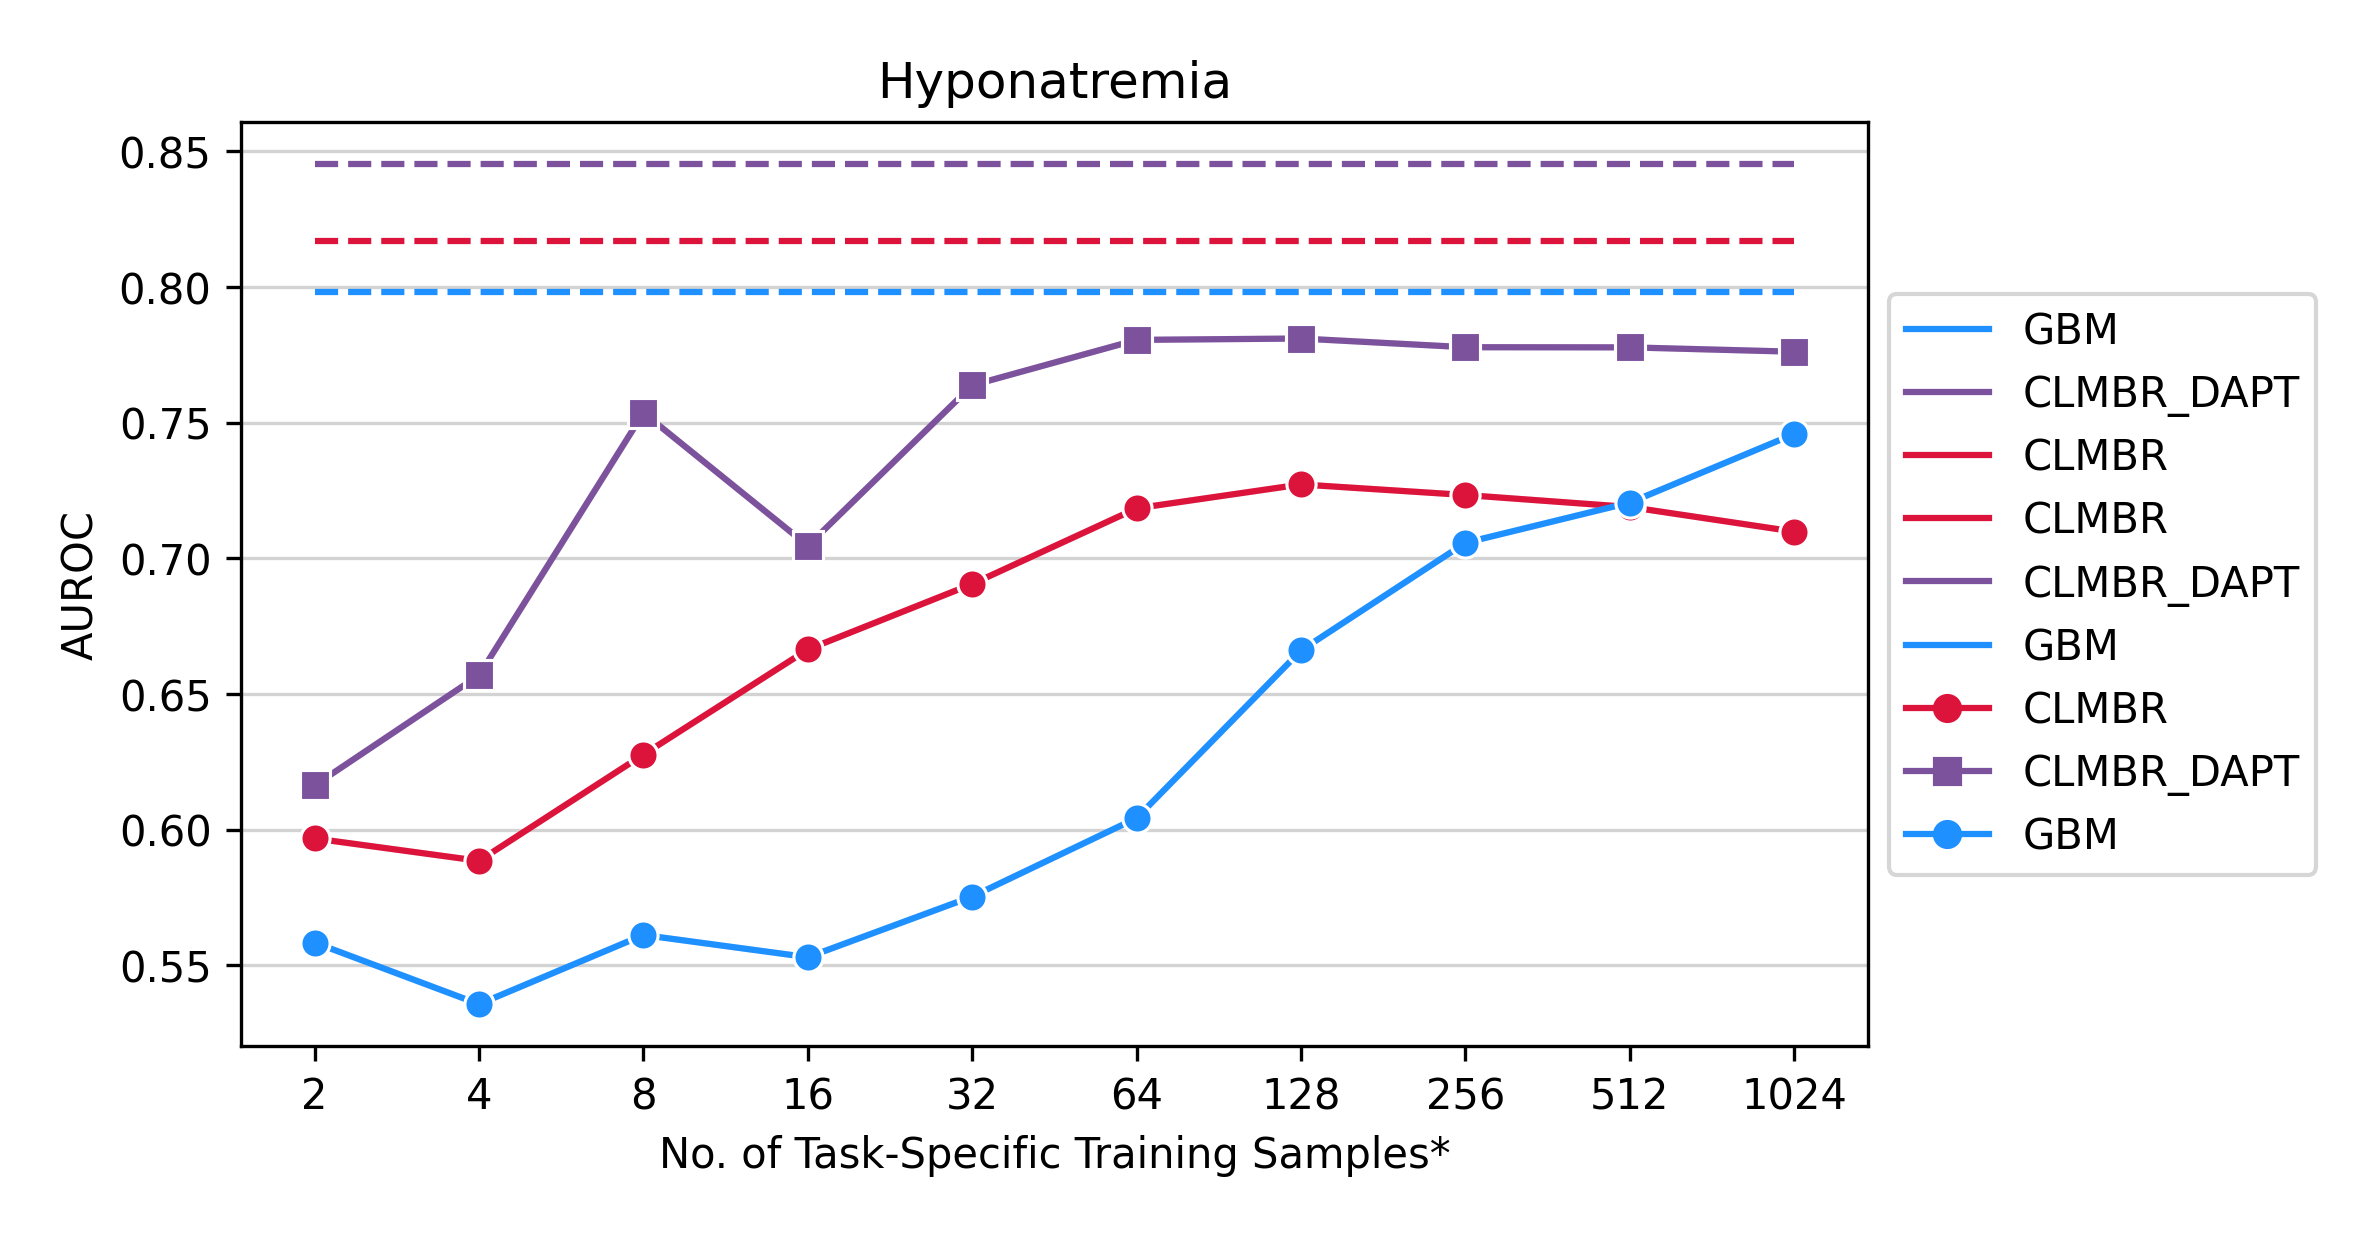 Hyponatremia
0.85
0.80
0.75
0.70
0.65
0.60
0.55
AUROC
2 4 8 16 32 64 128 256 512 1024
No. of Task-Specific Training Samples*
GBM
CLMBR_DAPT
CLMBR
CLMBR
CLMBR_DAPT
GBM
CLMBR
CLMBR_DAPT
GBM